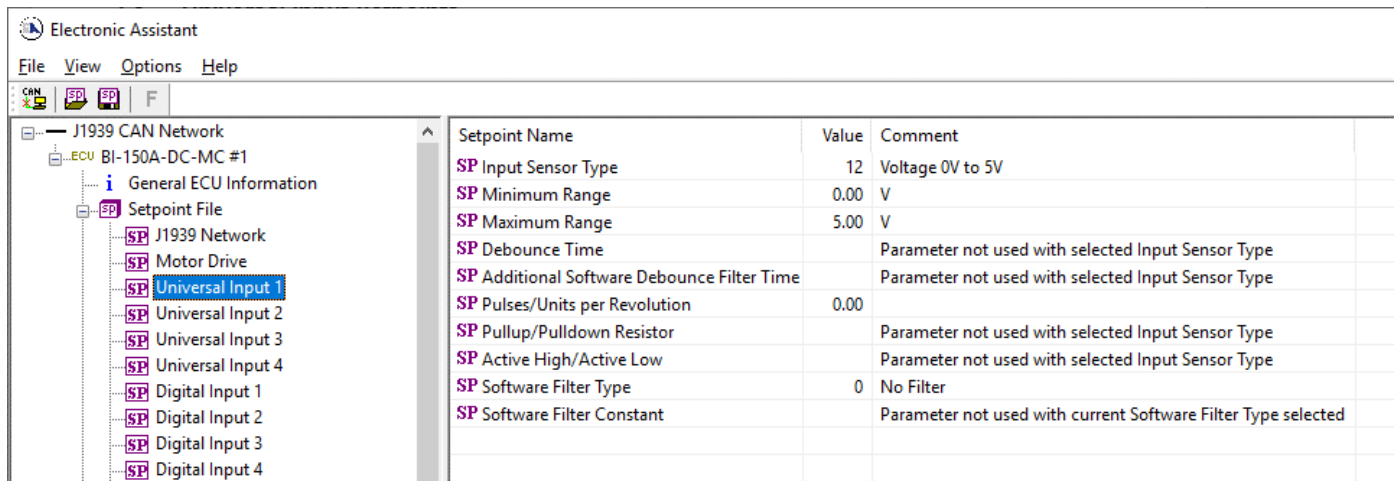 Electronic Assistant
File View Options Help
CAN SP SP F
J1939 CAN Network
ECU BI-150A-DC-MC #1
i General ECU Information
SP Setpoint File
SP J1939 Network
SP Motor Drive
SP Universal Input 1
SP Universal Input 2
SP Universal Input 3
SP Universal Input 4
SP Digital Input 1
SP Digital Input 2
SP Digital Input 3
SP Digital Input 4
Setpoint Name Value Comment
SP Input Sensor Type 12 Voltage 0V to 5V
SP Minimum Range 0.00 V
SP Maximum Range 5.00 V
SP Debounce Time Parameter not used with selected Input Sensor Type
SP Additional Software Debounce Filter Time Parameter not used with selected Input Sensor Type
SP Pulses/Units per Revolution 0.00
SP Pullup/Pulldown Resistor Parameter not used with selected Input Sensor Type
SP Active High/Active Low Parameter not used with selected Input Sensor Type
SP Software Filter Type 0 No Filter
SP Software Filter Constant Parameter not used with current Software Filter Type selected